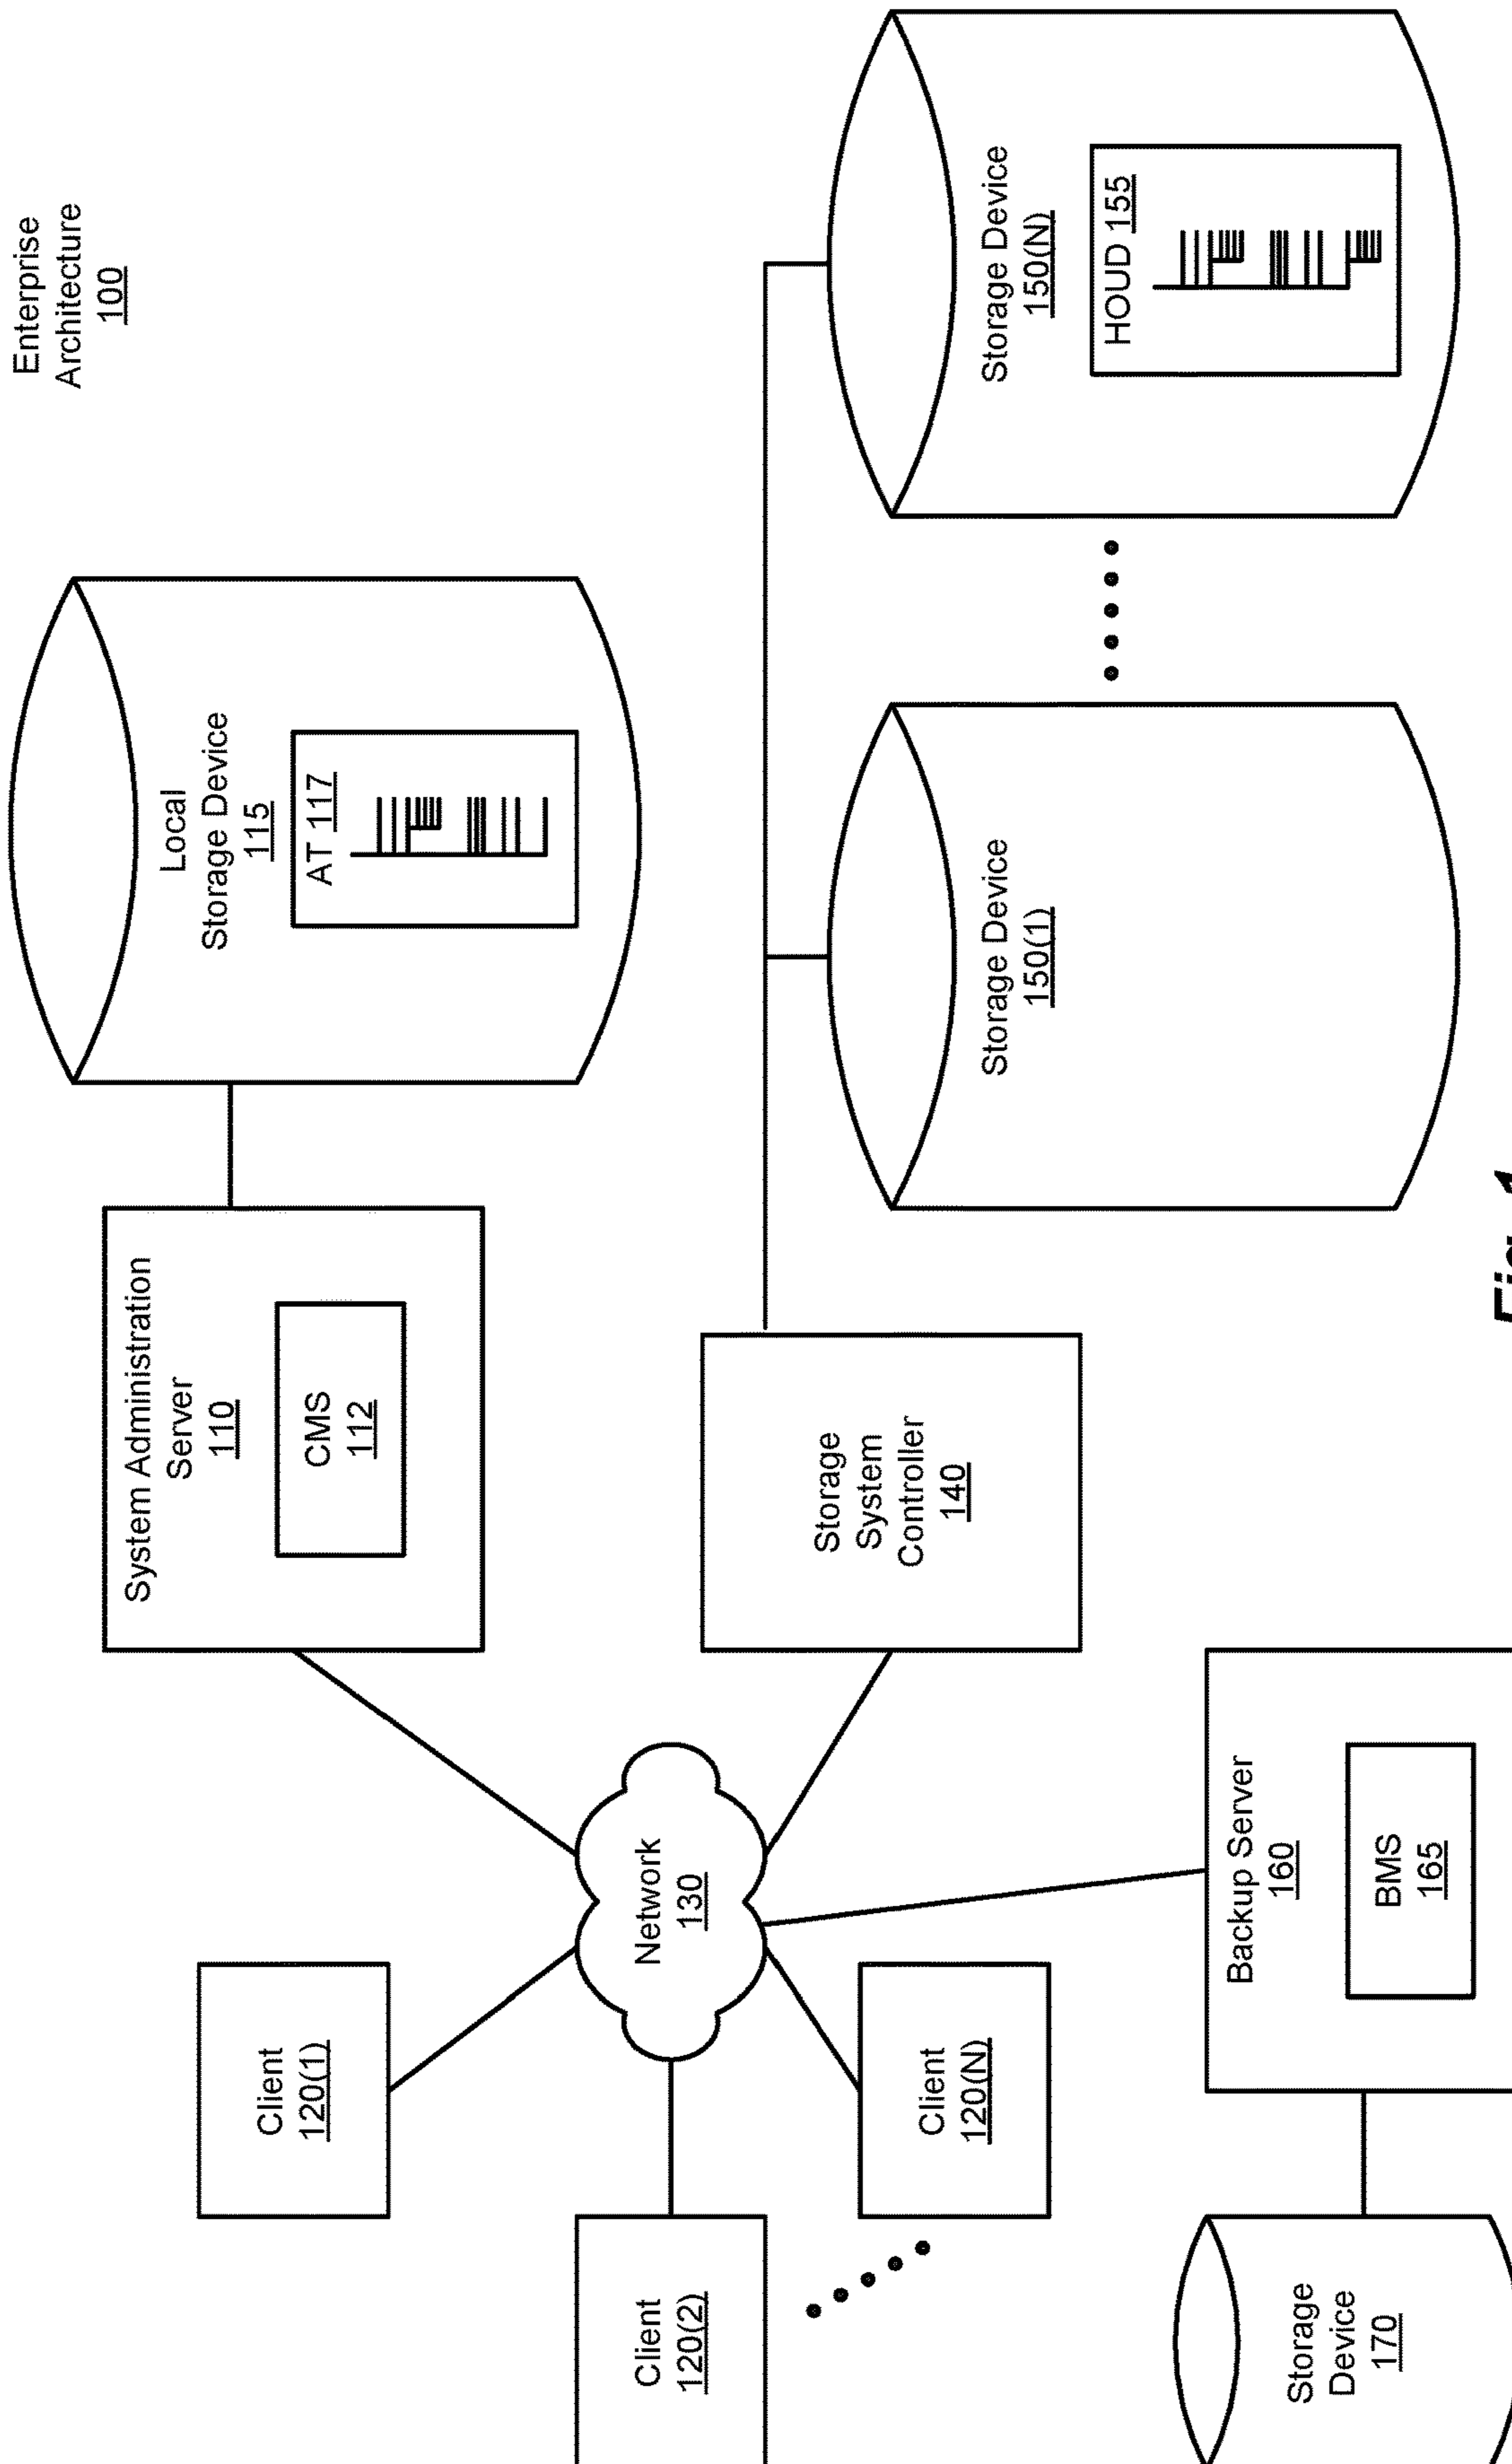 Enterprise
Architecture
100
Local
Storage Device
115
AT 117
System Administration
Server
110
CMS
112
Client
120(1)
Network
130
Client
120(2)
Client
120(N)
Storage
System
Controller
140
Storage Device
150(1)
Storage Device
150(N)
HOUD 155
Backup Server
160
BMS
165
Storage
Device
170
Fig. 1